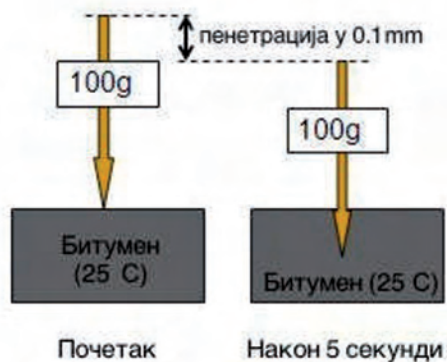 пенетрација у 0.1mm
100g
100g
Битумен
(25 C)
Битумен (25 C)
Почетак
Након 5 секунди